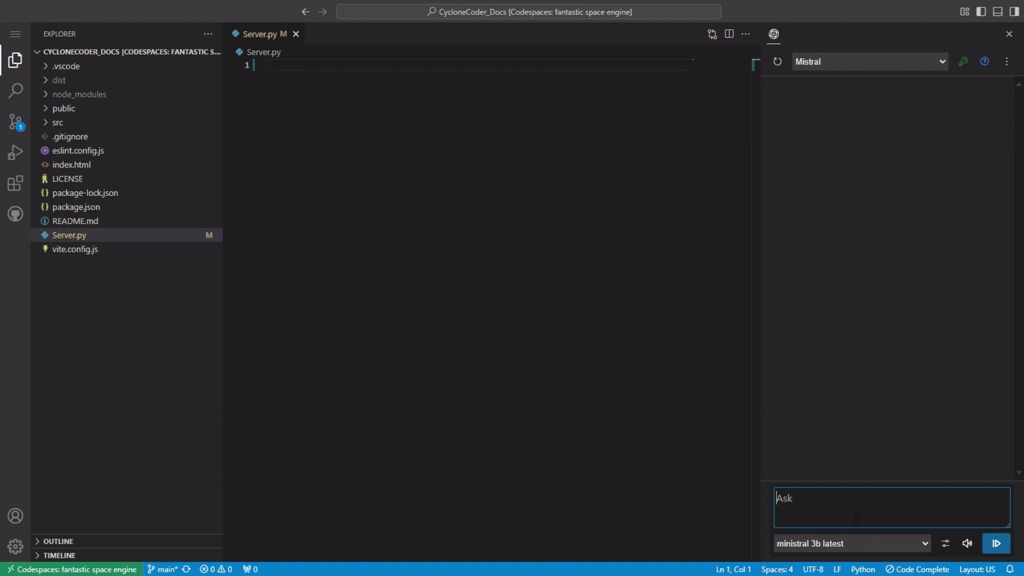 CycloneCoder_Docs [Codespaces: fantastic space engine]
EXPLORER
Server.py M
CYCLONECODER_DOCS [CODESPACES: FANTASTIC S...
Server.py
.vscode
1
Mistral
dist
node_modules
public
src
1
.gitignore
eslint.config.js
index.html
LICENSE
package-lock.json
package.json
README.md
Server.py M
vite.config.js
Ask
OUTLINE
ministral 3b latest
TIMELINE
Codespaces: fantastic space engine main* 0 0 0 Ln 1, Col 1 Spaces: 4 UTF-8 LF Python Code Complete Layout: US